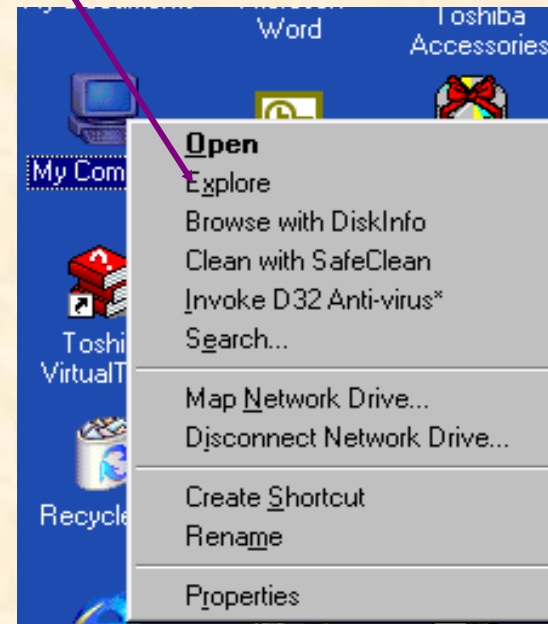 Word
Toshiba
Accessories
My Com
Open
Explore
Browse with DiskInfo
Clean with SafeClean
Invoke D32 Anti-virus*
Search...
Toshi
VirtualT
Map Network Drive...
Disconnect Network Drive...
Recycle
Create Shortcut
Rename
Properties